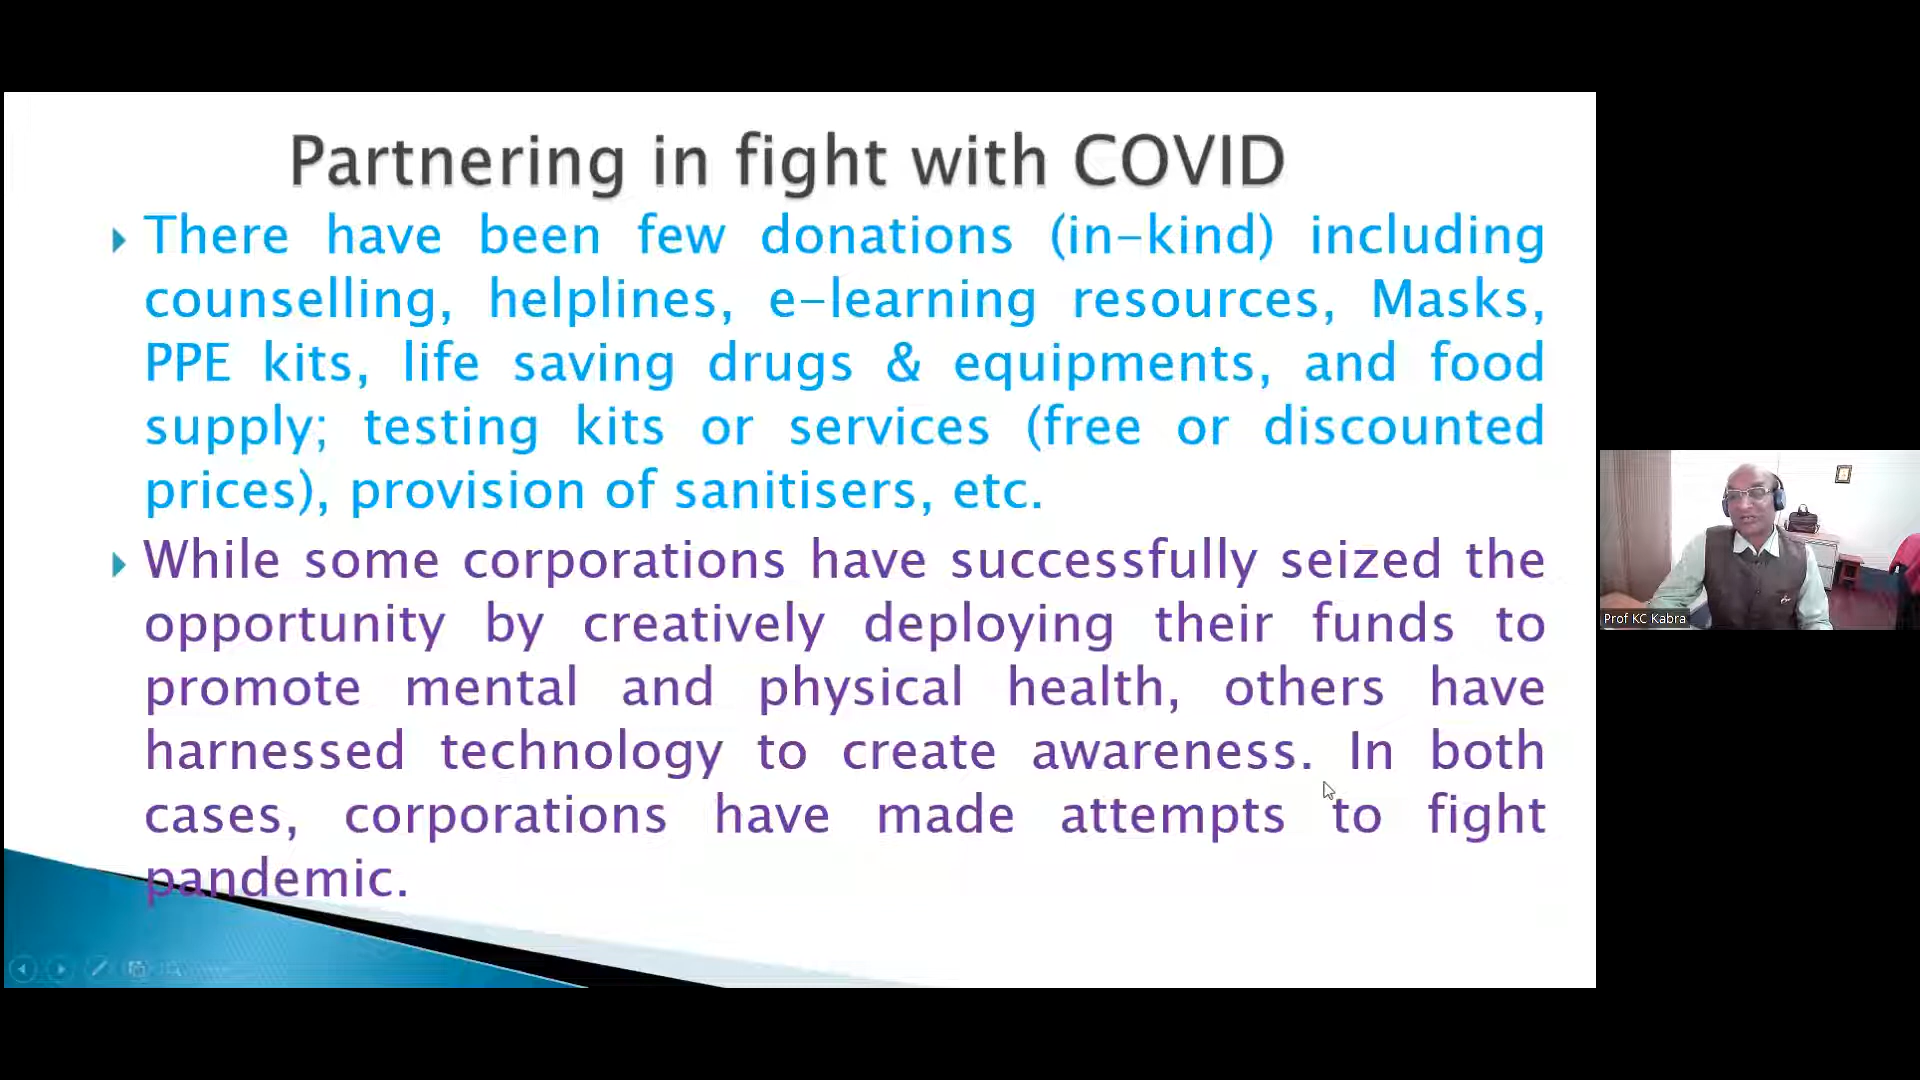 Partnering in fight with COVID
There have been few donations (in-kind) including
counselling, helplines, e-learning resources, Masks,
PPE kits, life saving drugs & equipments, and food
supply; testing kits or services (free or discounted
prices), provision of sanitisers, etc.
While some corporations have successfully seized the
opportunity by creatively deploying their funds to
promote mental and physical health, others have
harnessed technology to create awareness. In both
cases, corporations have made attempts to fight
pandemic.
Prof KC Kabra